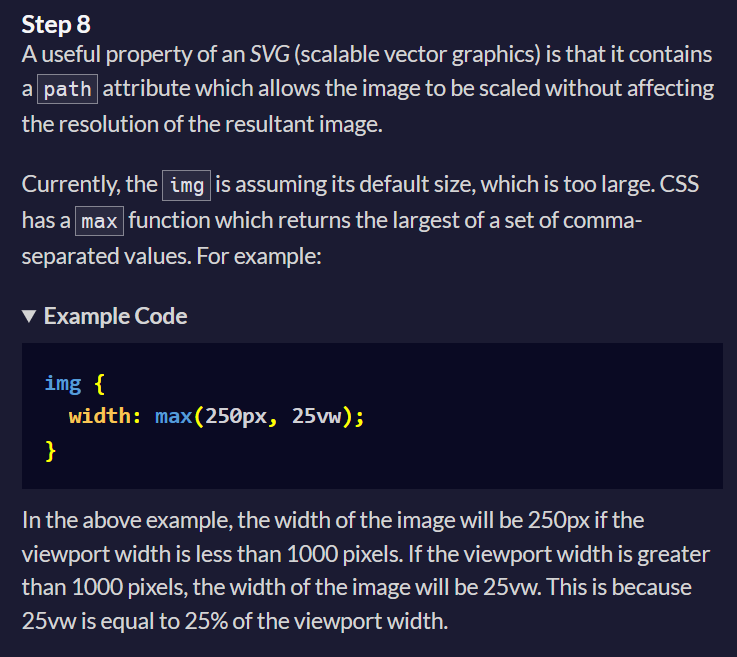 Step 8
A useful property of an SVG (scalable vector graphics) is that it contains
a path attribute which allows the image to be scaled without affecting
the resolution of the resultant image.
Currently, the img is assuming its default size, which is too large. CSS
has a max function which returns the largest of a set of comma-
separated values. For example:
▼ Example Code
img {
  width: max(250px, 25vw);
}
In the above example, the width of the image will be 250px if the
viewport width is less than 1000 pixels. If the viewport width is greater
than 1000 pixels, the width of the image will be 25vw. This is because
25vw is equal to 25% of the viewport width.